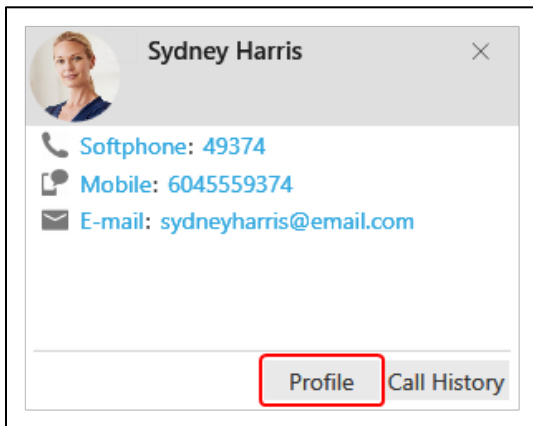 Sydney Harris
Softphone: 49374
Mobile: 6045559374
E-mail: sydneyharris@email.com
Profile Call History